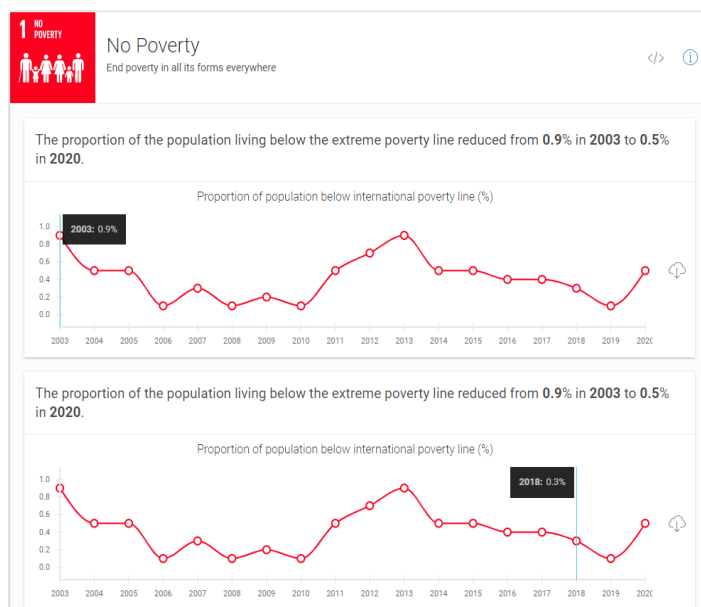 1 NO
POVERTY
No Poverty
End poverty in all its forms everywhere
</>
The proportion of the population living below the extreme poverty line reduced from 0.9% in 2003 to 0.5%
in 2020.
Proportion of population below international poverty line (%)
2003: 0.9%
1.0
0.8
0.6
0.4
0.2
0.0
2003 2004 2005 2006 2007 2008 2009 2010 2011 2012 2013 2014 2015 2016 2017 2018 2019 202
The proportion of the population living below the extreme poverty line reduced from 0.9% in 2003 to 0.5%
in 2020.
Proportion of population below international poverty line (%)
2018: 0.3%
1.0
0.8
0.6
0.4
0.2
0.0
2003 2004 2005 2006 2007 2008 2009 2010 2011 2012 2013 2014 2015 2016 2017 2018 2019 202